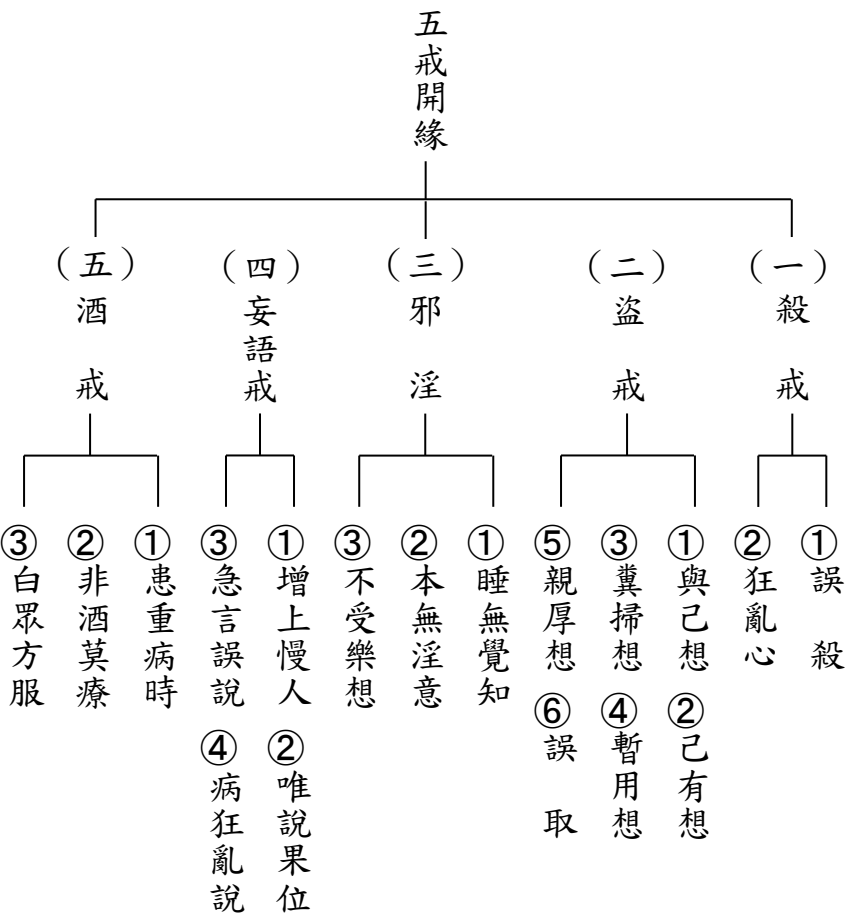 五戒開緣
(一)殺戒
①誤殺
②狂亂心
(二)盜戒
①與己想
②己有想
③糞掃想
④暫用想
⑤親厚想
⑥誤取
(三)邪淫
①睡無覺知
②本無淫意
③不受樂想
(四)妄語戒
①增上慢人
②唯說果位
③急言誤說
④病狂亂說
(五)酒戒
①患重病時
②非酒莫療
③白眾方服